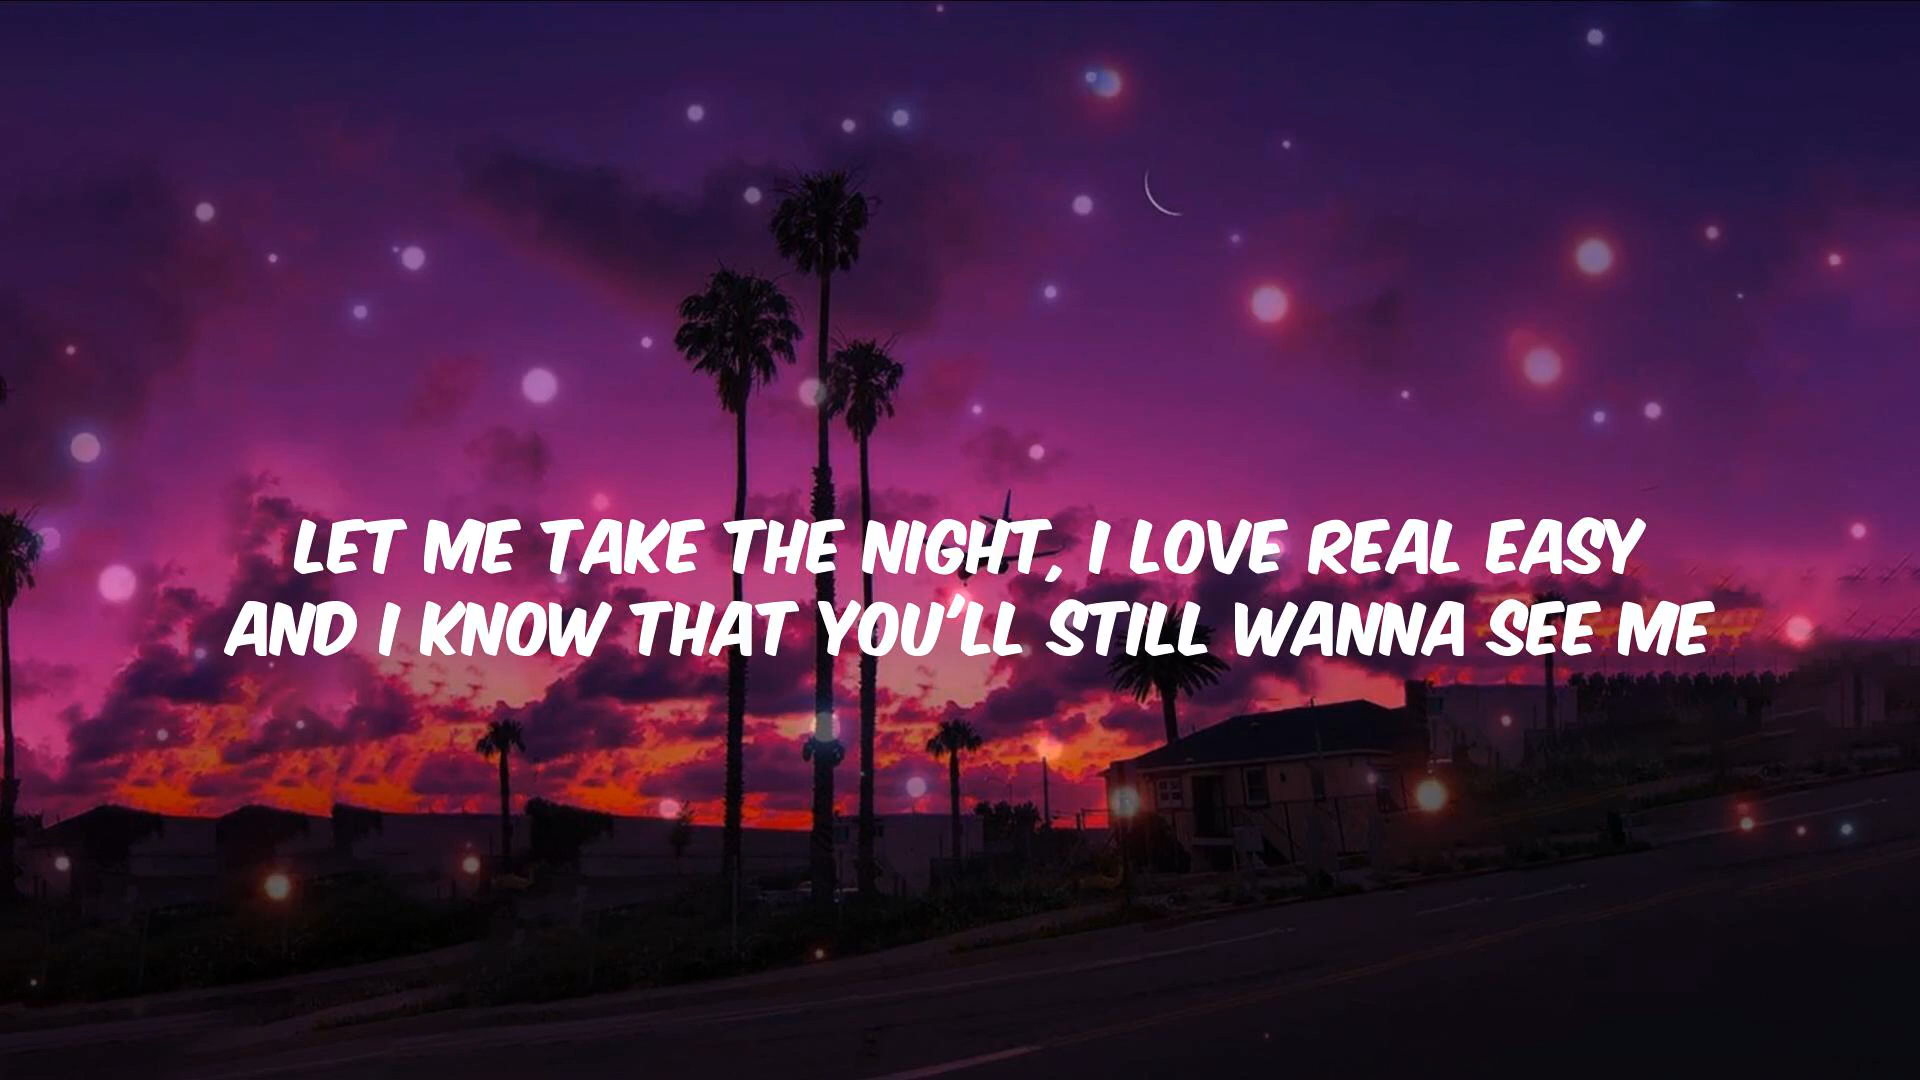 LET ME TAKE THE NIGHT, I LOVE REAL EASY
AND I KNOW THAT YOU'LL STILL WANNA SEE ME